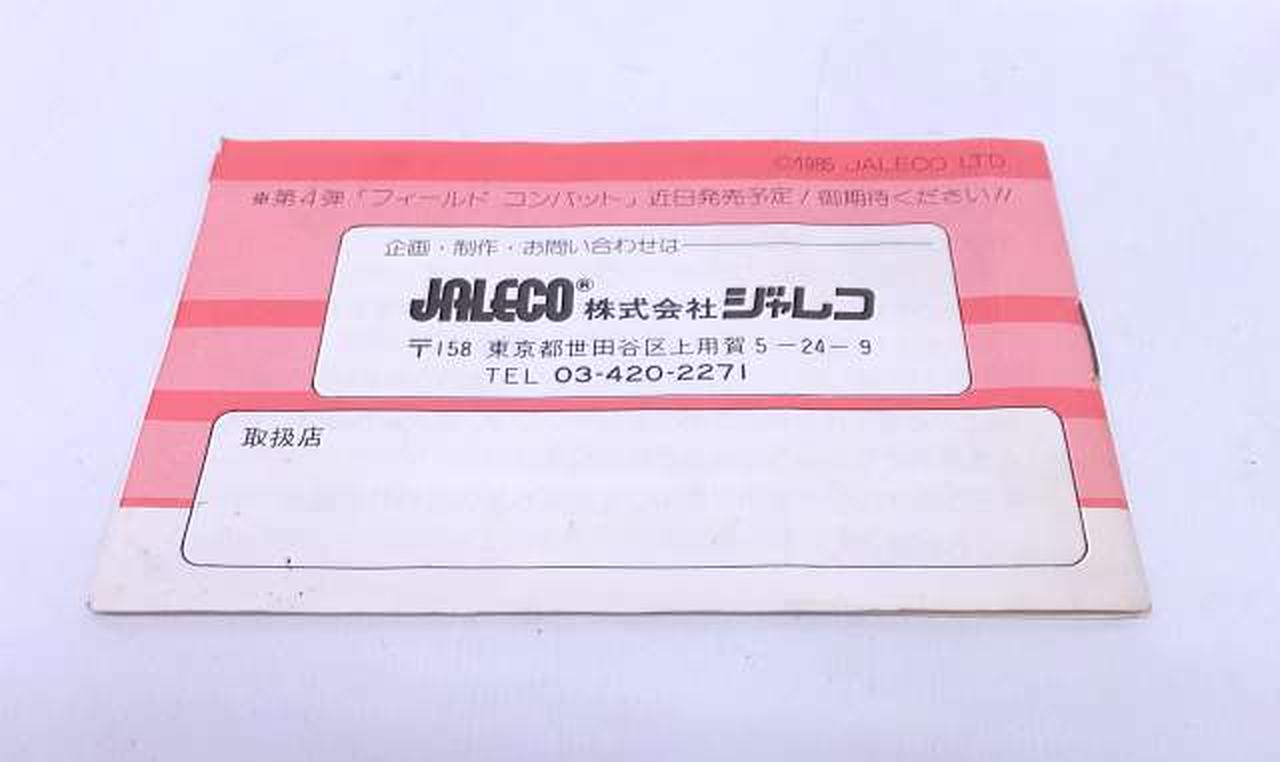 ©1985 JALECO LTD.
※第4弾「フィールド コンバット」近日発売予定!御期待ください!!
企画・制作・お問い合わせは
JALECO® 株式会社ジャレコ
〒158 東京都世田谷区上用賀5-24-9
TEL 03-420-2271
取扱店